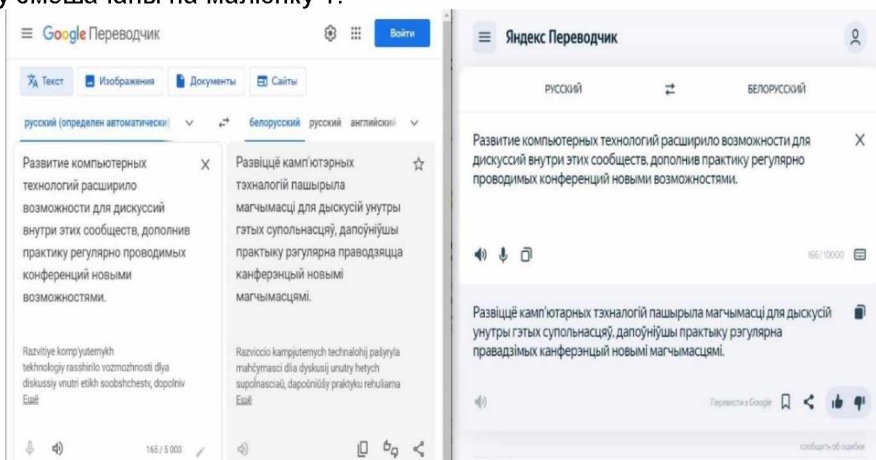 змешчаны на малюнку 1.
Google Переводчик
Войти
Текст Изображения Документы Сайты
русский (определен автоматически) белорусский русский английский
Развитие компьютерных
технологий расширило
возможности для дискуссий
внутри этих сообществ, дополнив
практику регулярно проводимых
конференций новыми
возможностями.
Razvitiye komp'yuternykh
tekhnologiy rasshirilo vozmozhnosti dlya
diskussiy vnutri etikh soobshchestv, dopolniv
Ещё
165 / 5 000
Развіццё камп'ютэрных
тэхналогій пашырыла
магчымасці для дыскусій унутры
гэтых супольнасцяў, дапоўніўшы
практыку рэгулярна праводзяцца
канферэнцый новымі
магчымасцямі.
Razviccio kampjuternych technalohij pašyryla
mahčymasci dlia dyskusij unutry hetych
supoĺnasciaŭ, dapoŭniŭšy praktyku rehuliarna
Ещё
Яндекс Переводчик
РУССКИЙ БЕЛОРУССКИЙ
Развитие компьютерных технологий расширило возможности для
дискуссий внутри этих сообществ, дополнив практику регулярно
проводимых конференций новыми возможностями.
166 / 10000
Развіццё камп'ютарных тэхналогій пашырыла магчымасці для дыскусій
унутры гэтых супольнасцяў, дапоўніўшы практыку рэгулярна
правадзімых канферэнцый новымі магчымасцямі.
Перевести в Google
сообщить об ошибке